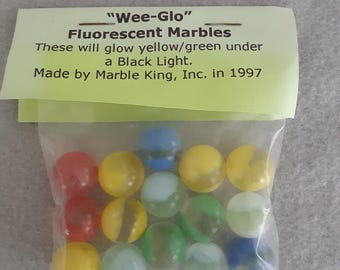 “Wee-Glo”
Fluorescent Marbles
These will glow yellow/green under
a Black Light.
Made by Marble King, Inc. in 1997